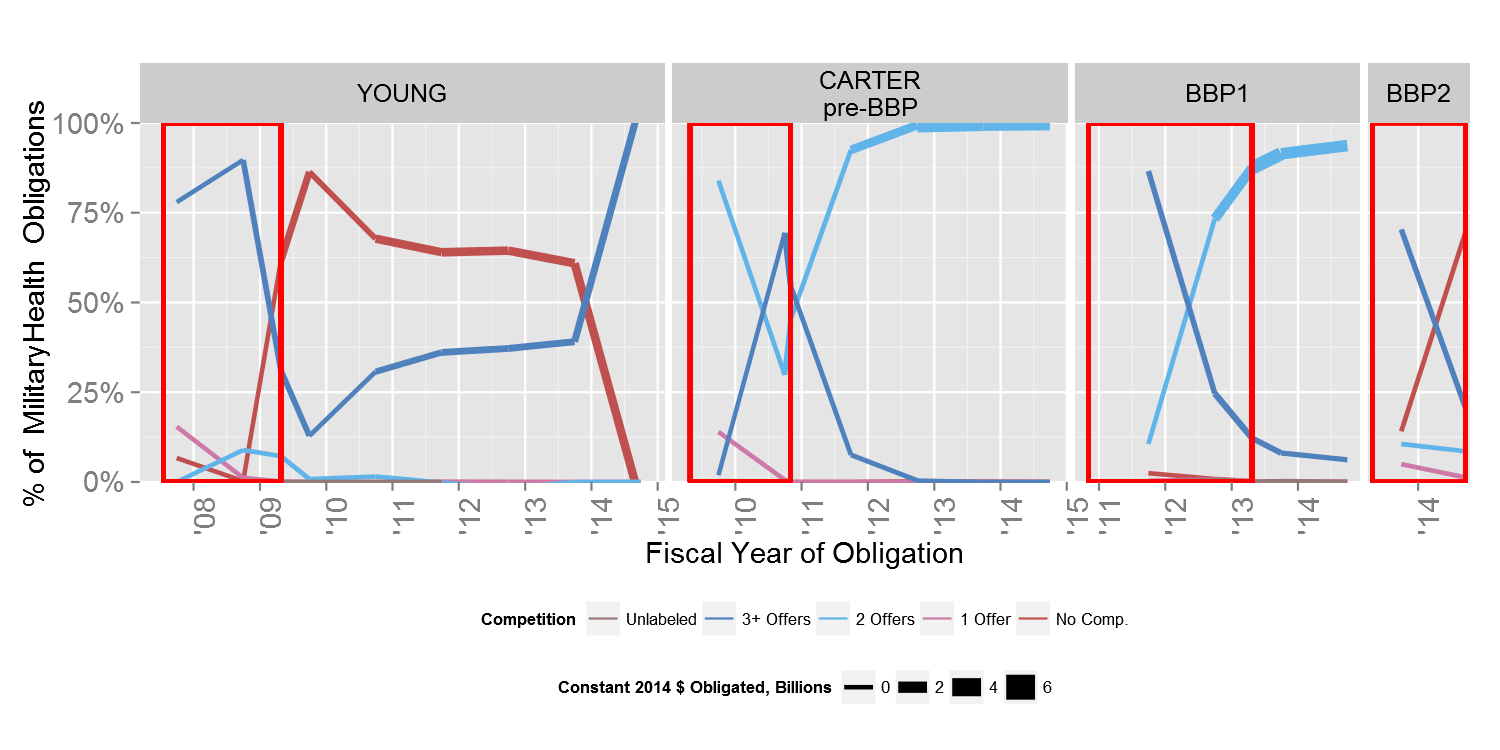 YOUNG
CARTER
pre-BBP
BBP1
BBP2
% of MilitaryHealth Obligations
100%
75%
50%
25%
0%
'08 '09 '10 '11 '12 '13 '14 '15
'10 '11 '12 '13 '14 '15
'11 '12 '13 '14
'14
Fiscal Year of Obligation
Competition Unlabeled 3+ Offers 2 Offers 1 Offer No Comp.
Constant 2014 $ Obligated, Billions 0 2 4 6